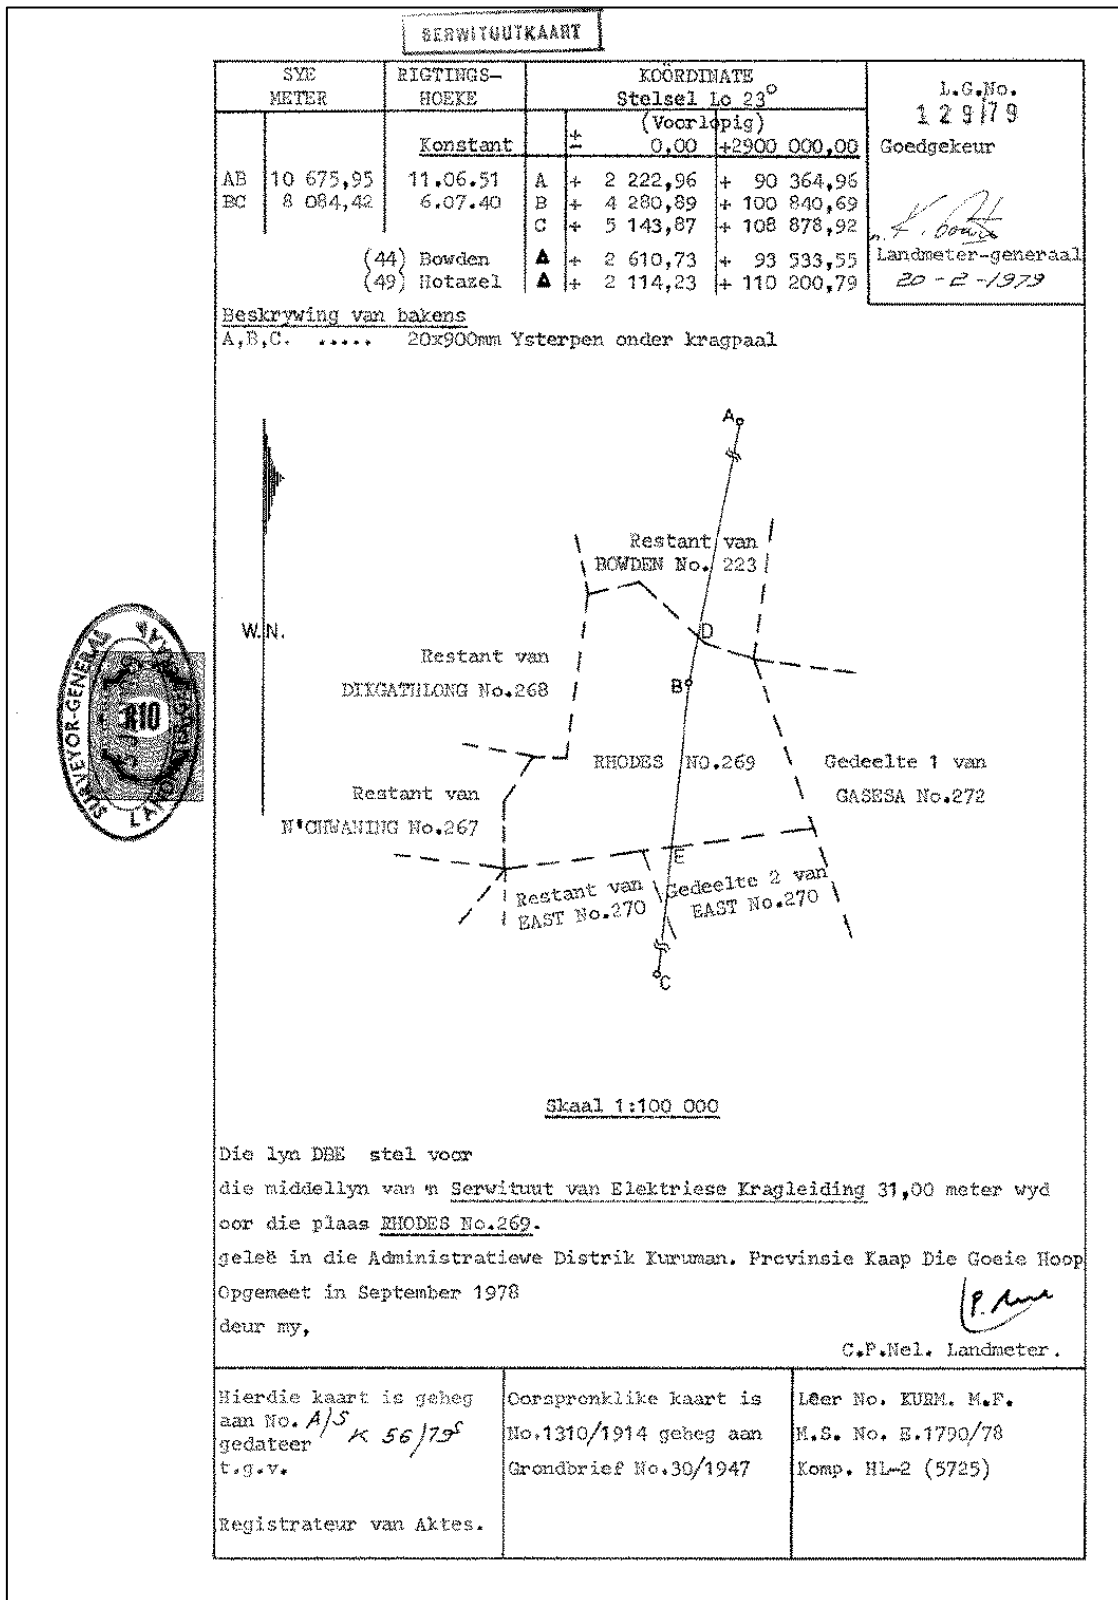 SERWITUUTKAART
SYE METER | RIGTINGS-HOEKE | KOÖRDINATE Stelsel Lo 23° (Voorlopig)
Konstant ± 0,00 +2900 000,00
AB 10 675,95 11.06.51 A + 2 222,96 + 90 364,96
BC 8 084,42 6.07.40 B + 4 280,89 + 100 840,69
C + 5 143,87 + 108 878,92
(44) Bowden ▲ + 2 610,73 + 93 533,55
(49) Hotazel ▲ + 2 114,23 + 110 200,79
L.G.No.
129/79
Goedgekeur
Landmeter-generaal
20-2-1979
Beskrywing van bakens
A,B,C. ..... 20x900mm Ysterpen onder kragpaal
A
Restant van
BOWDEN No. 223
W.N.
D
Restant van
DIKGATHLONG No.268
B
RHODES NO.269
Gedeelte 1 van
GASESA No.272
Restant van
N'CHWANING No.267
E
Restant van
EAST No.270
Gedeelte 2 van
EAST No.270
C
SURVEYOR-GENERAL
R10
Skaal 1:100 000
Die lyn DBE stel voor
die middellyn van 'n Serwituut van Elektriese Kragleiding 31,00 meter wyd
oor die plaas RHODES No.269.
geleë in die Administratiewe Distrik Kuruman. Provinsie Kaap Die Goeie Hoop
Opgemeet in September 1978
deur my,
C.P.Nel. Landmeter.
Hierdie kaart is geheg
aan No. A/S K 56/79s
gedateer
t.g.v.
Registrateur van Aktes.
Oorspronklike kaart is
No.1310/1914 geheg aan
Grondbrief No.30/1947
Lêer No. KURM. M.F.
M.S. No. E.1790/78
Komp. HL-2 (5725)